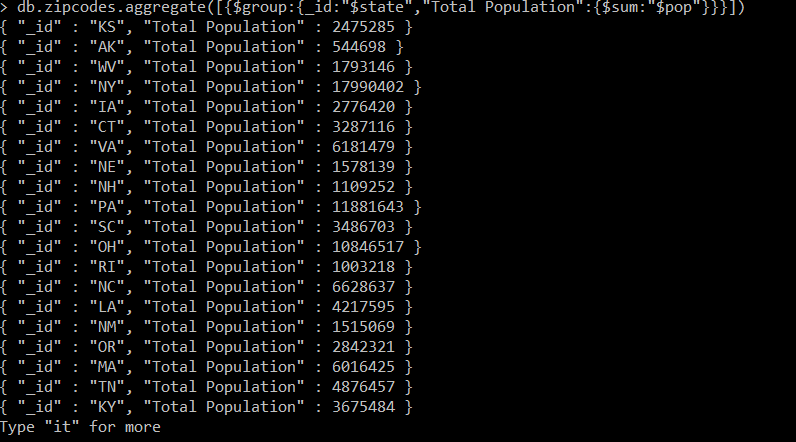 > db.zipcodes.aggregate([{$group:{_id:"$state","Total Population":{$sum:"$pop"}}}])
{ "_id" : "KS", "Total Population" : 2475285 }
{ "_id" : "AK", "Total Population" : 544698 }
{ "_id" : "WV", "Total Population" : 1793146 }
{ "_id" : "NY", "Total Population" : 17990402 }
{ "_id" : "IA", "Total Population" : 2776420 }
{ "_id" : "CT", "Total Population" : 3287116 }
{ "_id" : "VA", "Total Population" : 6181479 }
{ "_id" : "NE", "Total Population" : 1578139 }
{ "_id" : "NH", "Total Population" : 1109252 }
{ "_id" : "PA", "Total Population" : 11881643 }
{ "_id" : "SC", "Total Population" : 3486703 }
{ "_id" : "OH", "Total Population" : 10846517 }
{ "_id" : "RI", "Total Population" : 1003218 }
{ "_id" : "NC", "Total Population" : 6628637 }
{ "_id" : "LA", "Total Population" : 4217595 }
{ "_id" : "NM", "Total Population" : 1515069 }
{ "_id" : "OR", "Total Population" : 2842321 }
{ "_id" : "MA", "Total Population" : 6016425 }
{ "_id" : "TN", "Total Population" : 4876457 }
{ "_id" : "KY", "Total Population" : 3675484 }
Type "it" for more